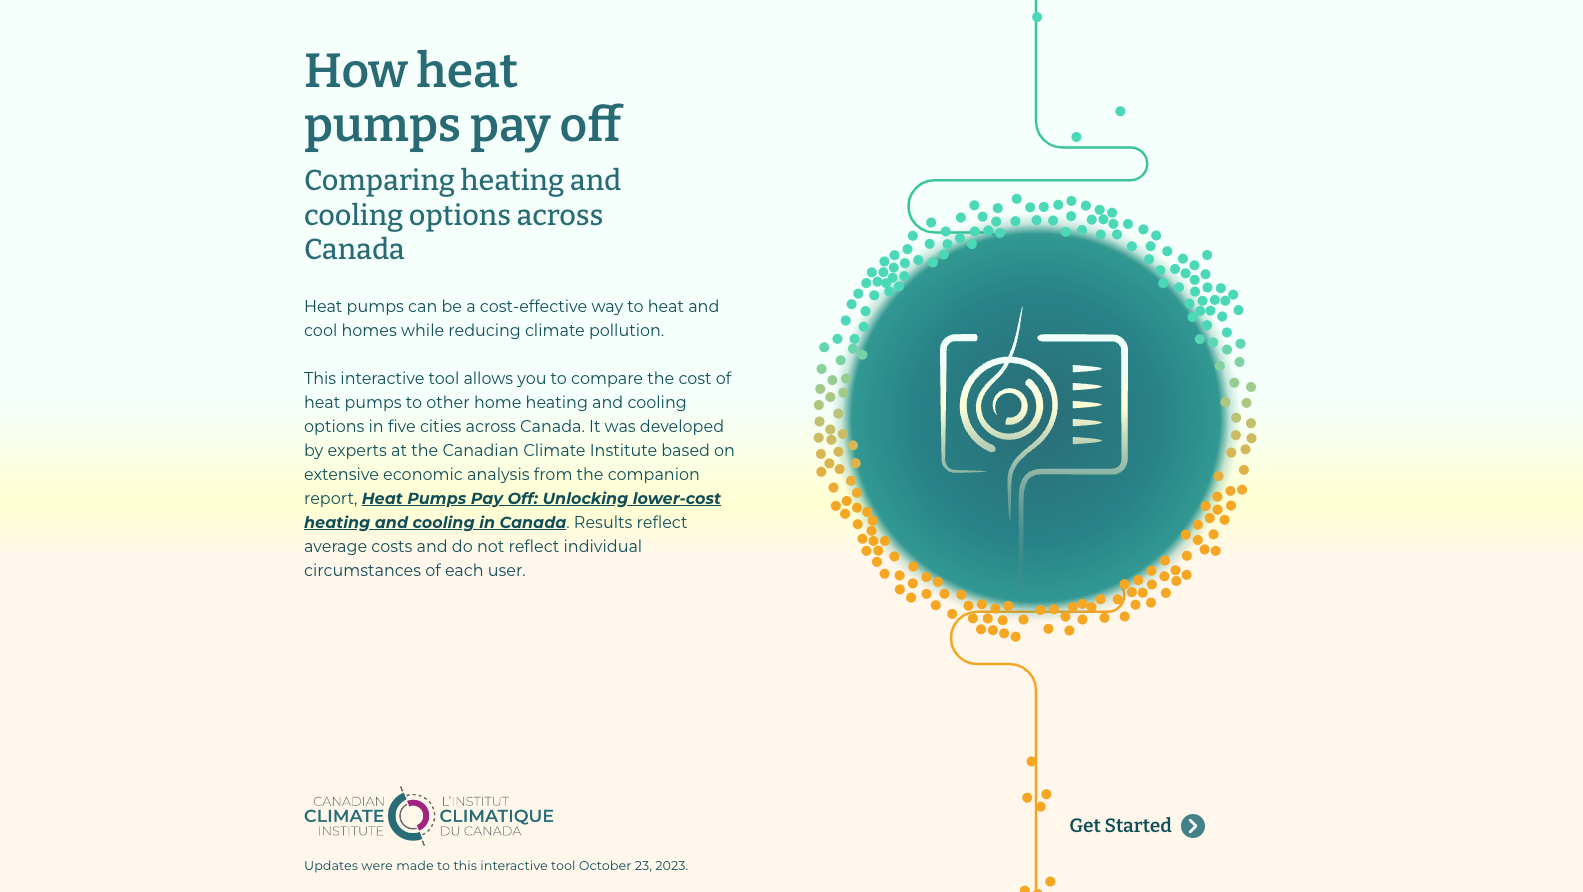 How heat
pumps pay off
Comparing heating and
cooling options across
Canada
Heat pumps can be a cost-effective way to heat and
cool homes while reducing climate pollution.
This interactive tool allows you to compare the cost of
heat pumps to other home heating and cooling
options in five cities across Canada. It was developed
by experts at the Canadian Climate Institute based on
extensive economic analysis from the companion
report, Heat Pumps Pay Off: Unlocking lower-cost
heating and cooling in Canada. Results reflect
average costs and do not reflect individual
circumstances of each user.
CANADIAN
CLIMATE
INSTITUTE
L'INSTITUT
CLIMATIQUE
DU CANADA
Get Started
Updates were made to this interactive tool October 23, 2023.